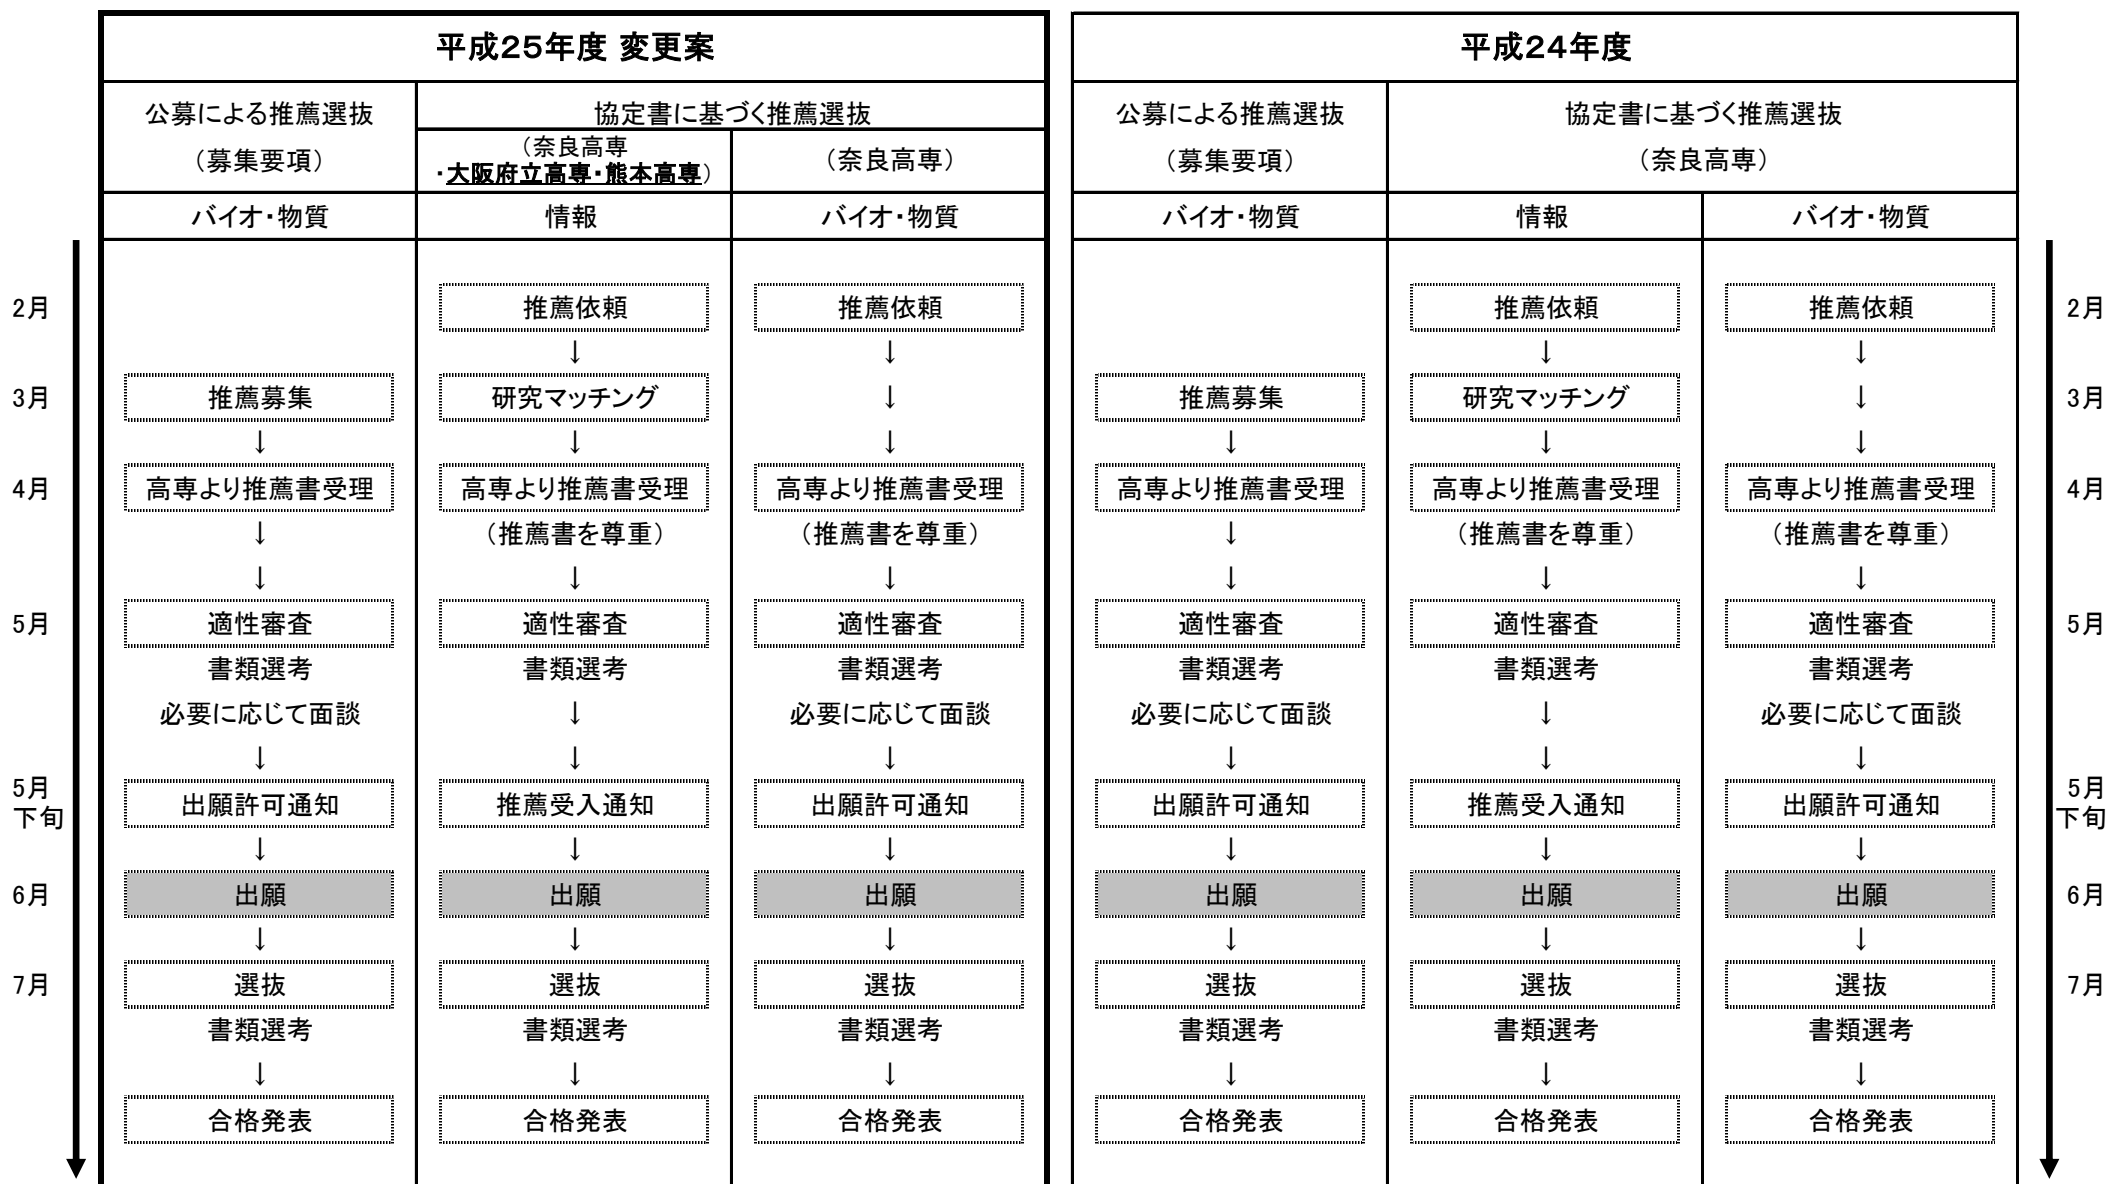 平成25年度 変更案 平成24年度
公募による推薦選抜 協定書に基づく推薦選抜 公募による推薦選抜 協定書に基づく推薦選抜
(募集要項) (奈良高専 (奈良高専) (募集要項) (奈良高専)
・大阪府立高専・熊本高専)
バイオ・物質 情報 バイオ・物質 バイオ・物質 情報 バイオ・物質
2月 推薦依頼 推薦依頼 推薦依頼 推薦依頼 2月
↓ ↓ ↓ ↓
3月 推薦募集 研究マッチング ↓ 推薦募集 研究マッチング ↓ 3月
↓ ↓ ↓ ↓ ↓ ↓
4月 高専より推薦書受理 高専より推薦書受理 高専より推薦書受理 高専より推薦書受理 高専より推薦書受理 高専より推薦書受理 4月
↓ (推薦書を尊重) (推薦書を尊重) ↓ (推薦書を尊重) (推薦書を尊重)
↓ ↓ ↓ ↓ ↓ ↓
5月 適性審査 適性審査 適性審査 適性審査 適性審査 適性審査 5月
書類選考 書類選考 書類選考 書類選考 書類選考 書類選考
必要に応じて面談 ↓ 必要に応じて面談 必要に応じて面談 ↓ 必要に応じて面談
↓ ↓ ↓ ↓ ↓ ↓
5月 出願許可通知 推薦受入通知 出願許可通知 出願許可通知 推薦受入通知 出願許可通知 5月
下旬 下旬
↓ ↓ ↓ ↓ ↓ ↓
6月 出願 出願 出願 出願 出願 出願 6月
↓ ↓ ↓ ↓ ↓ ↓
7月 選抜 選抜 選抜 選抜 選抜 選抜 7月
書類選考 書類選考 書類選考 書類選考 書類選考 書類選考
↓ ↓ ↓ ↓ ↓ ↓
合格発表 合格発表 合格発表 合格発表 合格発表 合格発表